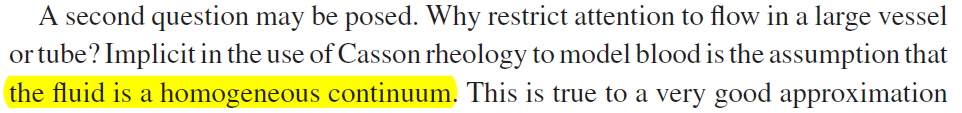 A second question may be posed. Why restrict attention to flow in a large vessel
or tube? Implicit in the use of Casson rheology to model blood is the assumption that
the fluid is a homogeneous continuum. This is true to a very good approximation